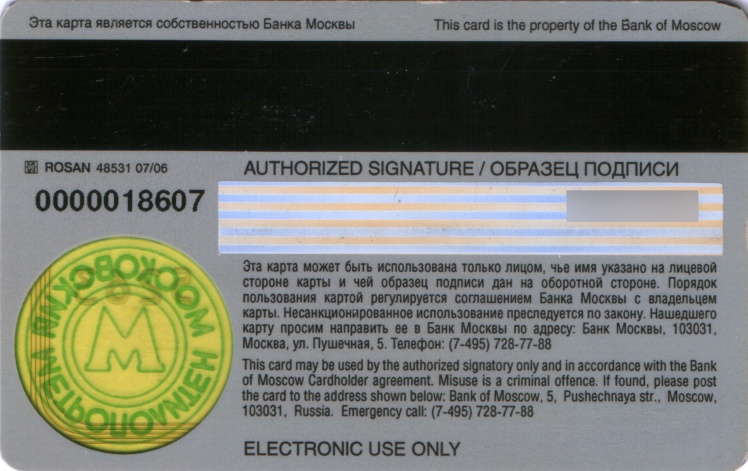 Эта карта является собственностью Банка Москвы
This card is the property of the Bank of Moscow
ROSAN 48531 07/06
AUTHORIZED SIGNATURE / ОБРАЗЕЦ ПОДПИСИ
0000018607
Эта карта может быть использована только лицом, чье имя указано на лицевой
стороне карты и чей образец подписи дан на оборотной стороне. Порядок
пользования картой регулируется соглашением Банка Москвы с владельцем
карты. Несанкционированное использование преследуется по закону. Нашедшего
карту просим направить ее в Банк Москвы по адресу: Банк Москвы, 103031,
Москва, ул. Пушечная, 5. Телефон: (7-495) 728-77-88
МОСКОВСКИЙ МЕТРОПОЛИТЕН
М
This card may be used by the authorized signatory only and in accordance with the Bank
of Moscow Cardholder agreement. Misuse is a criminal offence. If found, please post
the card to the address shown below: Bank of Moscow, 5, Pushechnaya str., Moscow,
103031, Russia. Emergency call: (7-495) 728-77-88
ELECTRONIC USE ONLY